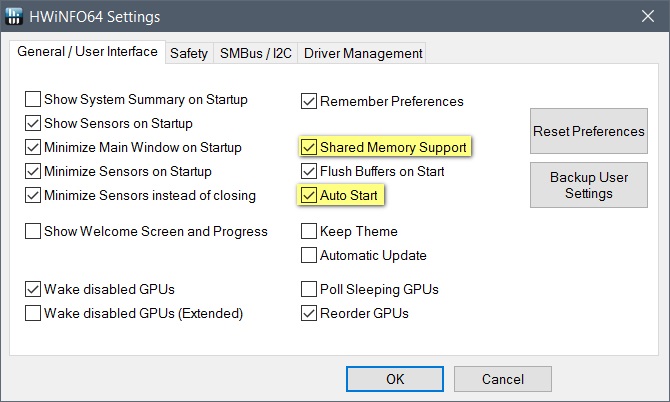 HWiNFO64 Settings
General / User Interface
Safety
SMBus / I2C
Driver Management
Show System Summary on Startup
Show Sensors on Startup
Minimize Main Window on Startup
Minimize Sensors on Startup
Minimize Sensors instead of closing
Show Welcome Screen and Progress
Wake disabled GPUs
Wake disabled GPUs (Extended)
Remember Preferences
Shared Memory Support
Flush Buffers on Start
Auto Start
Keep Theme
Automatic Update
Poll Sleeping GPUs
Reorder GPUs
Reset Preferences
Backup User
Settings
OK
Cancel